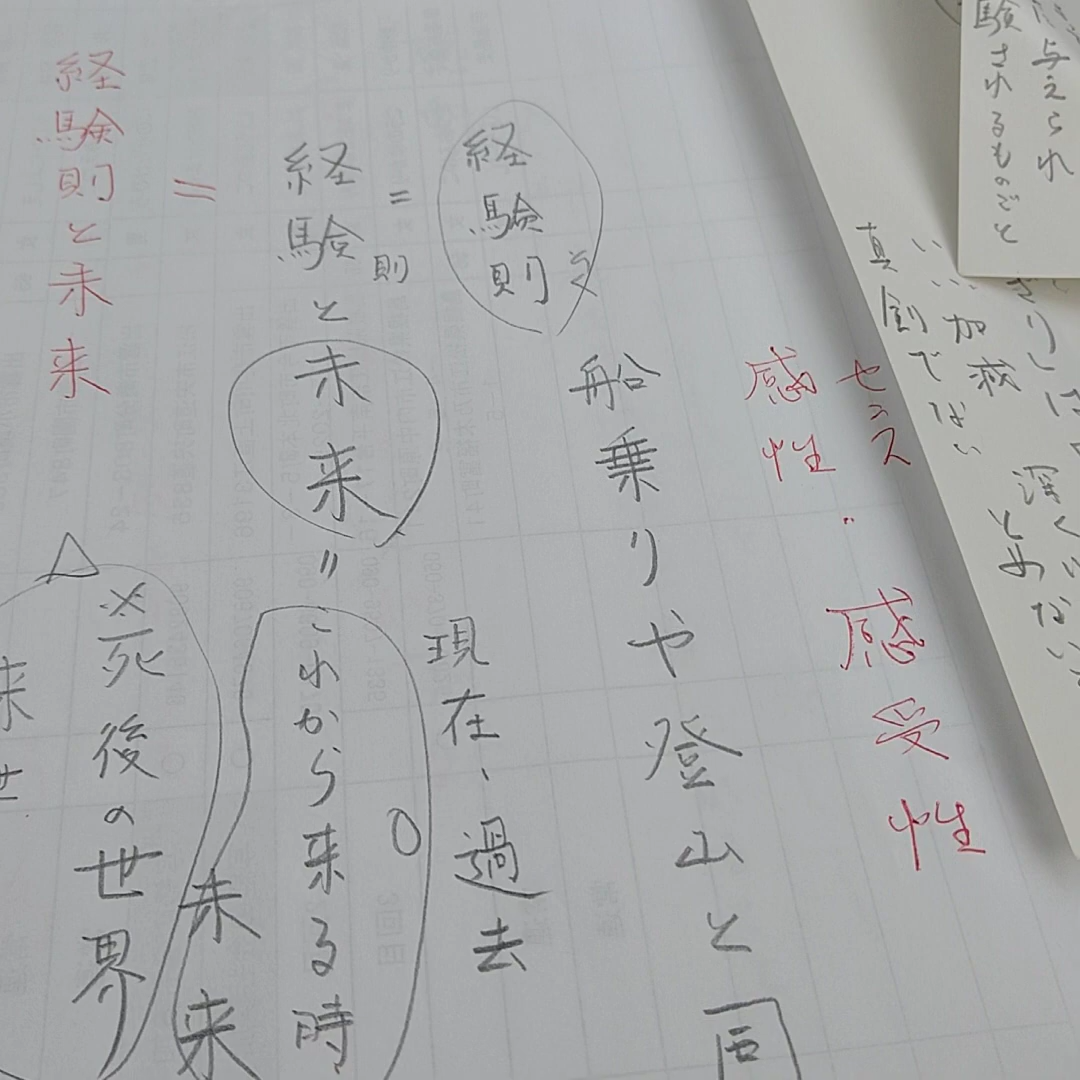 与えられ
験されるものごと
いい加減
真剣でない
深く
とめない
センス
感性・感受性
船乗りや登山と同
経験則
現在、過去
=
経験則と未来=これから来る時
未来
○
=
△
※死後の世界
来世
経験則と未来